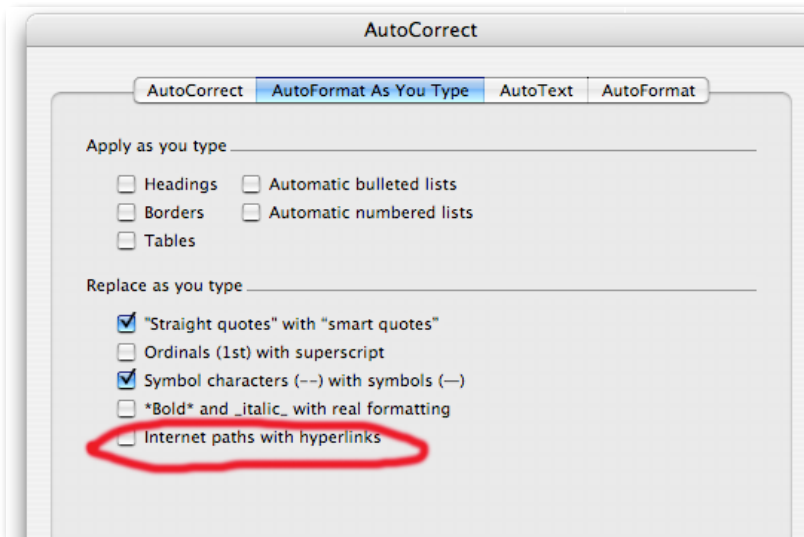 AutoCorrect
AutoCorrect AutoFormat As You Type AutoText AutoFormat
Apply as you type
Headings Automatic bulleted lists
Borders Automatic numbered lists
Tables
Replace as you type
"Straight quotes" with “smart quotes”
Ordinals (1st) with superscript
Symbol characters (--) with symbols (—)
*Bold* and _italic_ with real formatting
Internet paths with hyperlinks